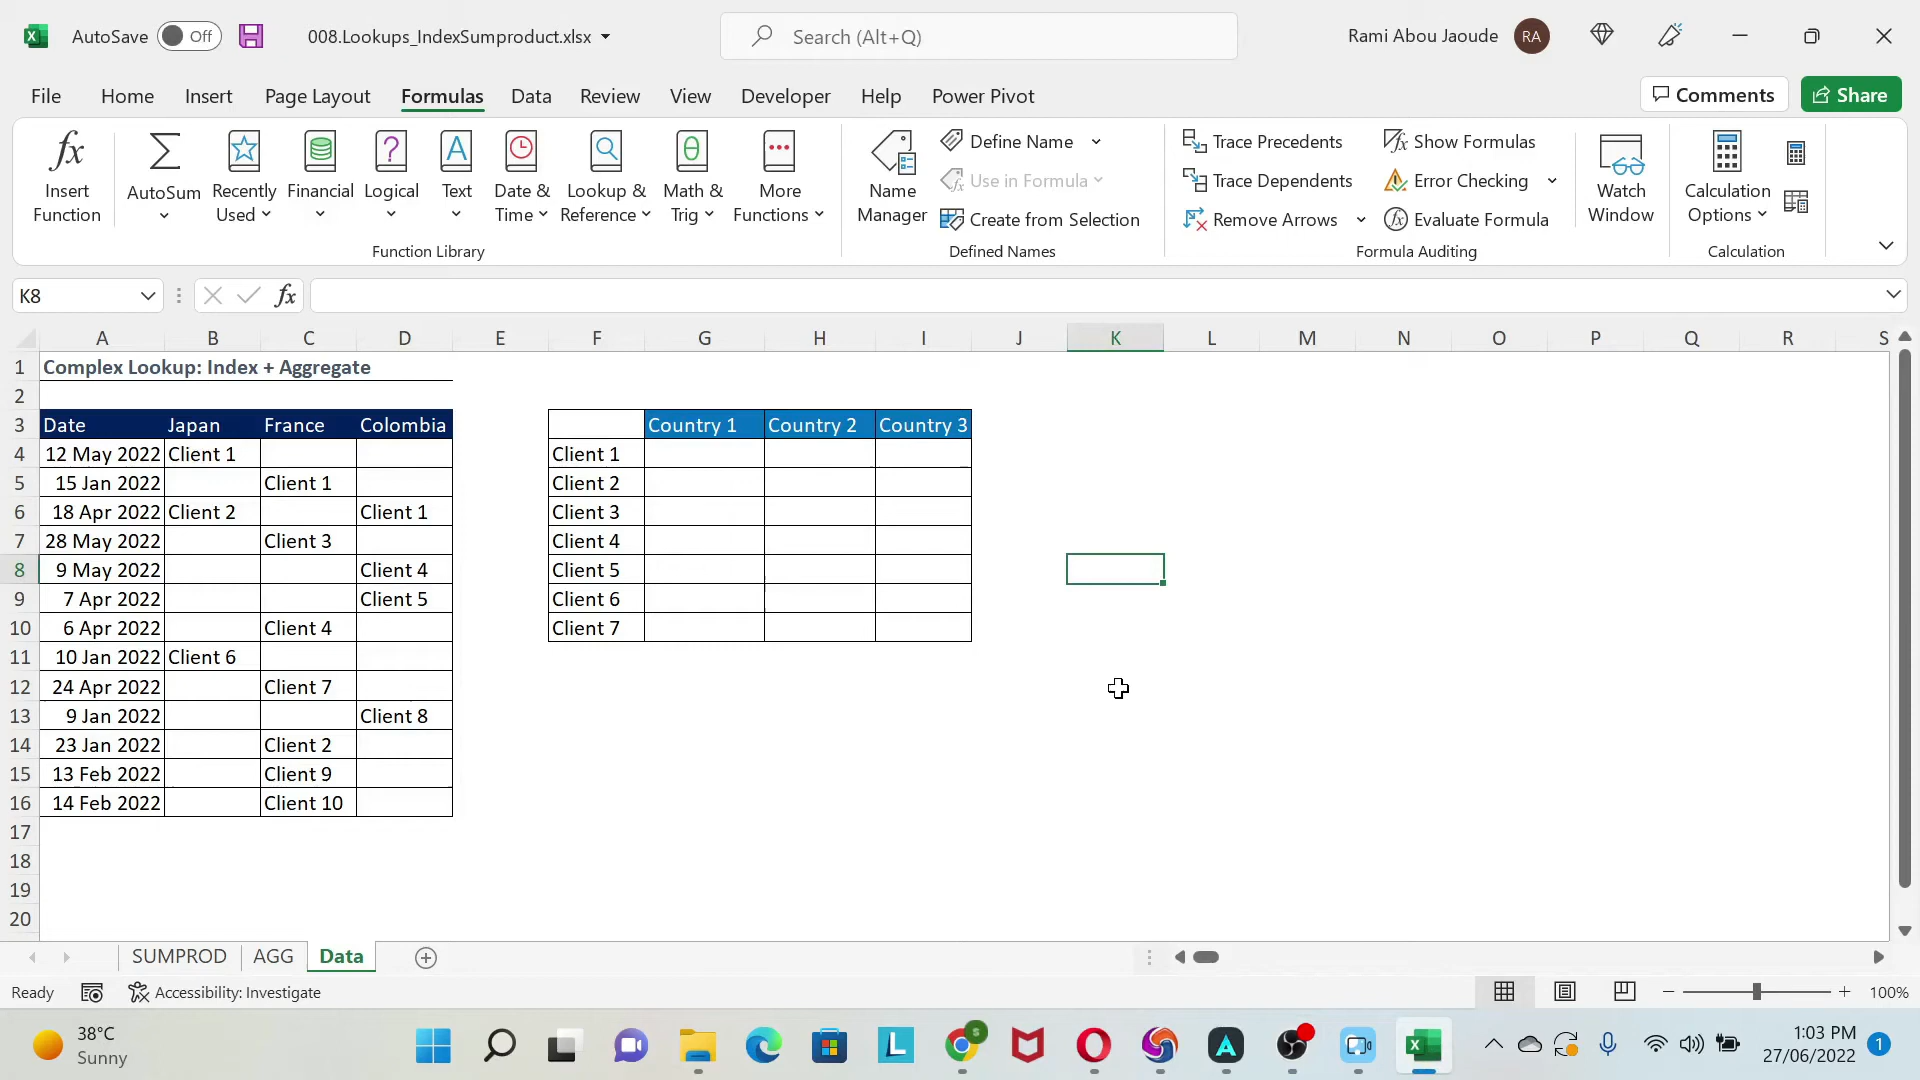 AutoSave Off 008.Lookups_IndexSumproduct.xlsx Search (Alt+Q) Rami Abou Jaoude RA
File Home Insert Page Layout Formulas Data Review View Developer Help Power Pivot Comments Share
Insert Function AutoSum Recently Used Financial Logical Text Date & Time Lookup & Reference Math & Trig More Functions
Function Library
Name Manager Define Name Use in Formula Create from Selection
Defined Names
Trace Precedents Show Formulas
Trace Dependents Error Checking
Remove Arrows Evaluate Formula
Formula Auditing
Watch Window
Calculation Options
Calculation
K8 fx
A B C D E F G H I J K L M N O P Q R S
1 Complex Lookup: Index + Aggregate
2
3 Date Japan France Colombia Country 1 Country 2 Country 3
4 12 May 2022 Client 1 Client 1
5 15 Jan 2022 Client 1 Client 2
6 18 Apr 2022 Client 2 Client 1 Client 3
7 28 May 2022 Client 3 Client 4
8 9 May 2022 Client 4 Client 5
9 7 Apr 2022 Client 5 Client 6
10 6 Apr 2022 Client 4 Client 7
11 10 Jan 2022 Client 6
12 24 Apr 2022 Client 7
13 9 Jan 2022 Client 8
14 23 Jan 2022 Client 2
15 13 Feb 2022 Client 9
16 14 Feb 2022 Client 10
17
18
19
20
SUMPROD AGG Data
Ready Accessibility: Investigate 100%
38°C
Sunny
1:03 PM
27/06/2022 1